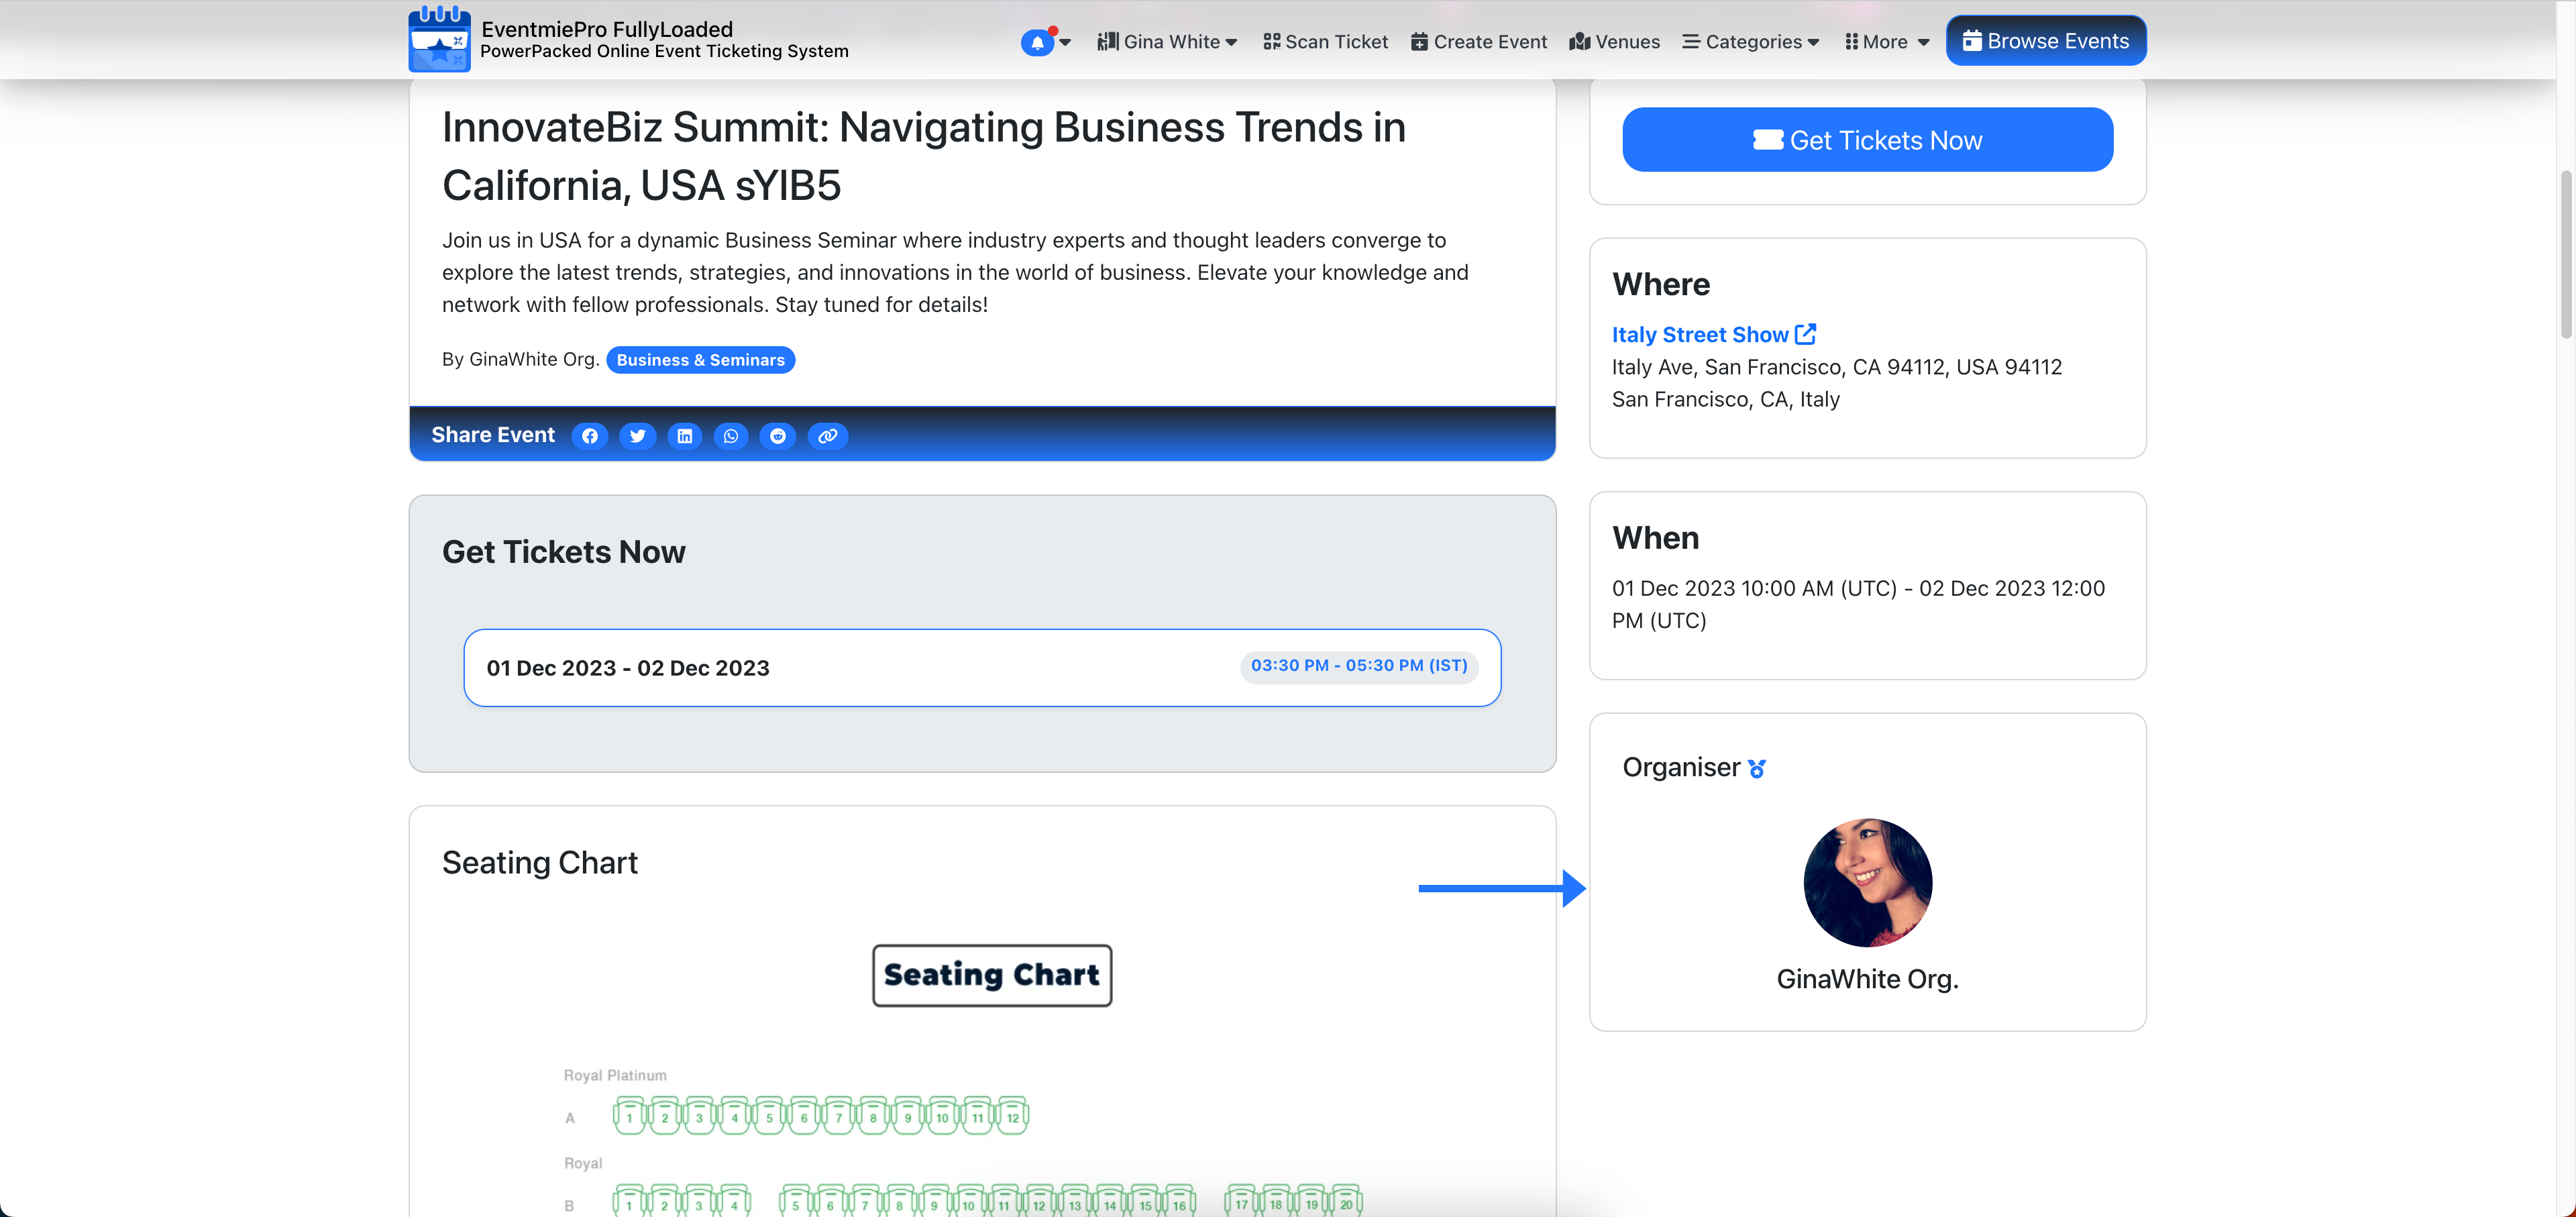 EventmiePro FullyLoaded
PowerPacked Online Event Ticketing System
Gina White
Scan Ticket
Create Event
Venues
Categories
More
Browse Events
InnovateBiz Summit: Navigating Business Trends in
California, USA sYIB5
Join us in USA for a dynamic Business Seminar where industry experts and thought leaders converge to
explore the latest trends, strategies, and innovations in the world of business. Elevate your knowledge and
network with fellow professionals. Stay tuned for details!
By GinaWhite Org. Business & Seminars
Share Event
Get Tickets Now
01 Dec 2023 - 02 Dec 2023
03:30 PM - 05:30 PM (IST)
Seating Chart
Seating Chart
Royal Platinum
A 1 2 3 4 5 6 7 8 9 10 11 12
Royal
B 1 2 3 4 5 6 7 8 9 10 11 12 13 14 15 16 17 18 19 20
Get Tickets Now
Where
Italy Street Show
Italy Ave, San Francisco, CA 94112, USA 94112
San Francisco, CA, Italy
When
01 Dec 2023 10:00 AM (UTC) - 02 Dec 2023 12:00
PM (UTC)
Organiser
GinaWhite Org.